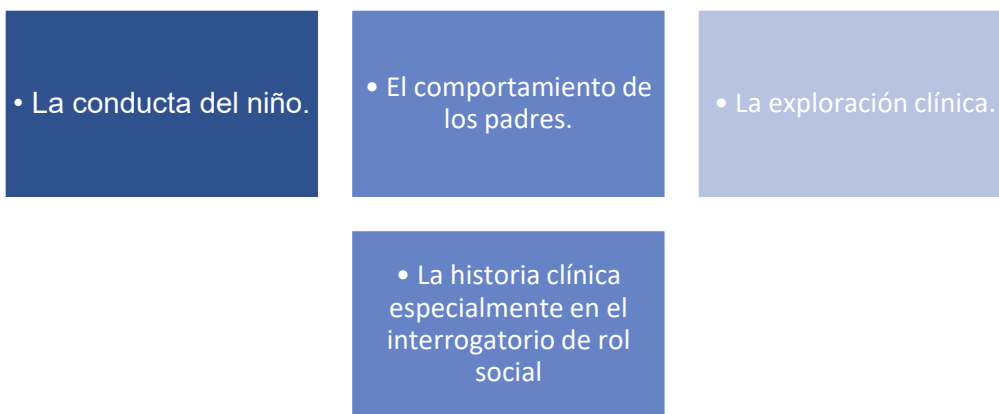 • La conducta del niño.
• El comportamiento de
los padres.
• La exploración clínica.
• La historia clínica
especialmente en el
interrogatorio de rol
social